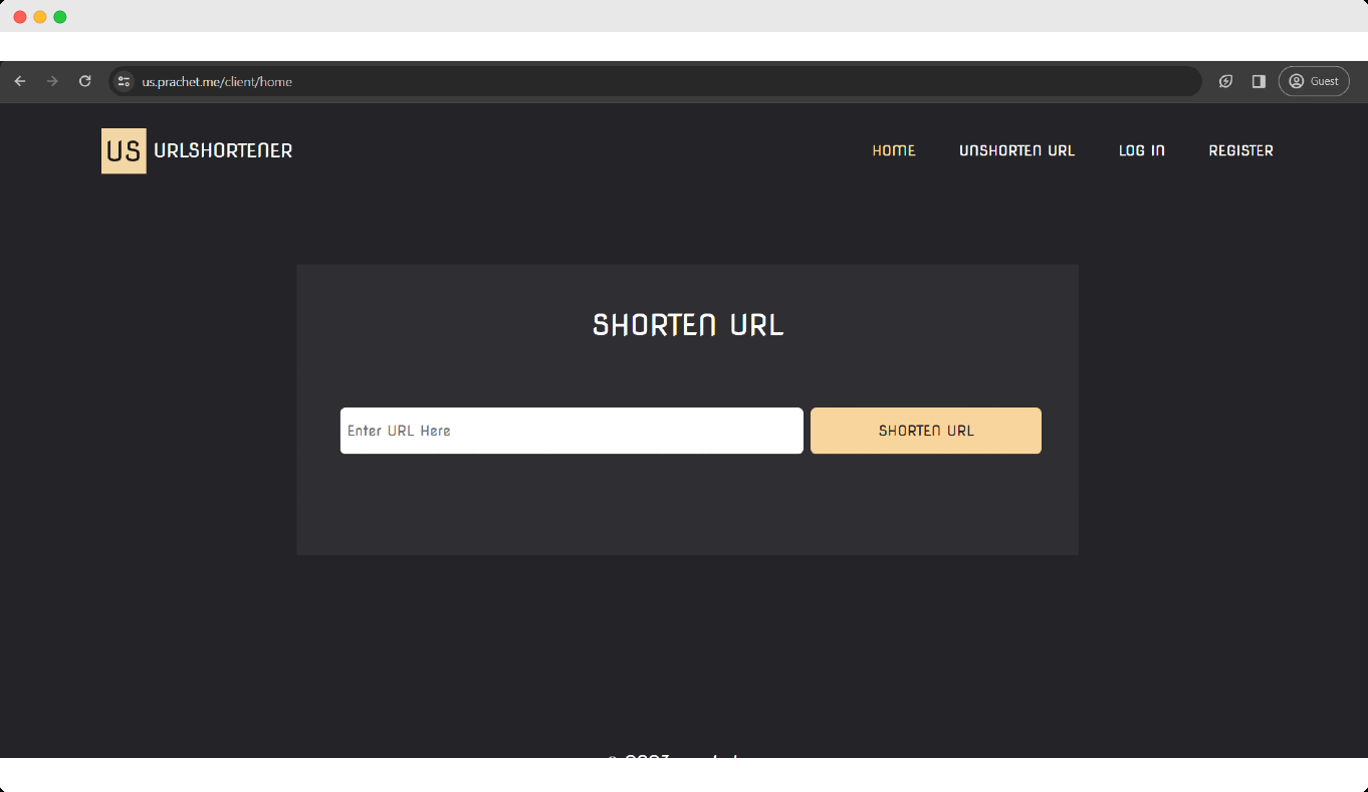 us.prachet.me/client/home
Guest
US URLSHORTENER
HOME
UNSHORTEN URL
LOG IN
REGISTER
SHORTEN URL
Enter URL Here
SHORTEN URL